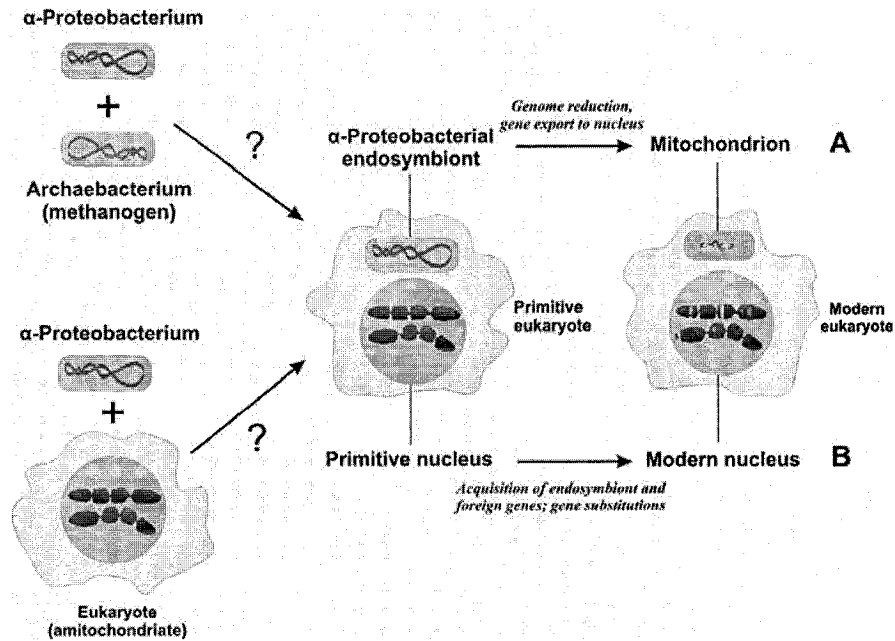 α-Proteobacterium
+
Archaebacterium
(methanogen)
?
α-Proteobacterium
+
Eukaryote
(amitochondriate)
?
α-Proteobacterial
endosymbiont
Genome reduction,
gene export to nucleus
Mitochondrion
A
Primitive
eukaryote
Modern
eukaryote
Primitive nucleus
Acquisition of endosymbiont and
foreign genes; gene substitutions
Modern nucleus
B